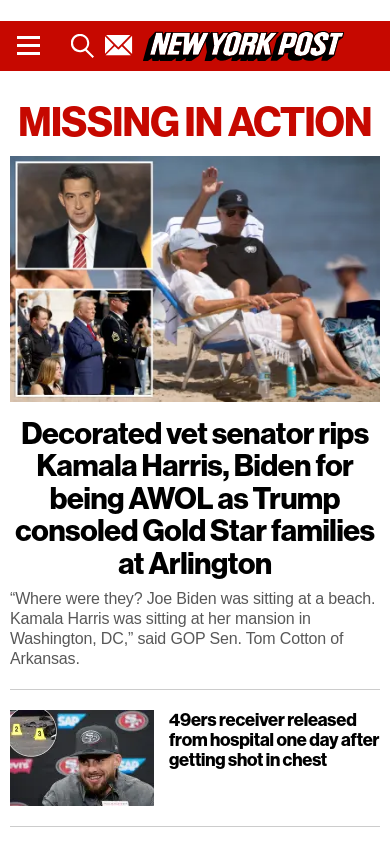 NEW YORK POST
MISSING IN ACTION
Decorated vet senator rips
Kamala Harris, Biden for
being AWOL as Trump
consoled Gold Star families
at Arlington
“Where were they? Joe Biden was sitting at a beach.
Kamala Harris was sitting at her mansion in
Washington, DC,” said GOP Sen. Tom Cotton of
Arkansas.
2
3
SAP
49ers receiver released
from hospital one day after
getting shot in chest